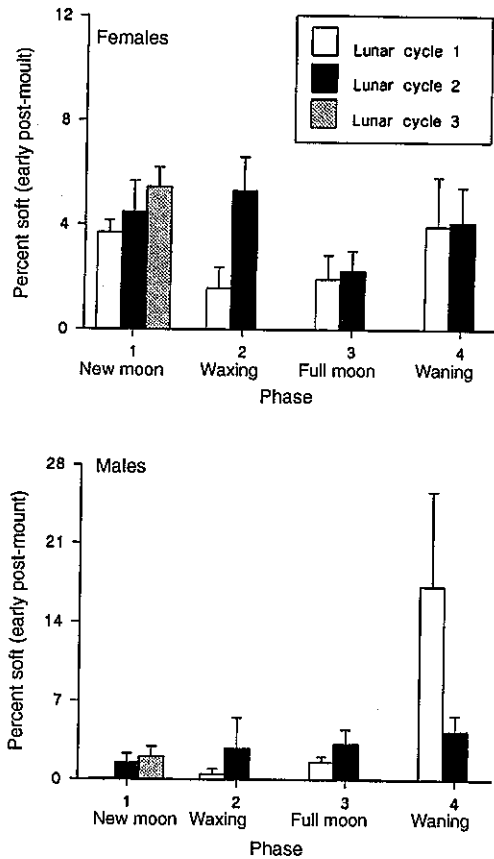 12
Females
Lunar cycle 1
Lunar cycle 2
Lunar cycle 3
8
4
0
Percent soft (early post-moult)
1 2 3 4
New moon Waxing Full moon Waning
Phase
28
Males
21
14
7
0
Percent soft (early post-mount)
1 2 3 4
New moon Waxing Full moon Waning
Phase